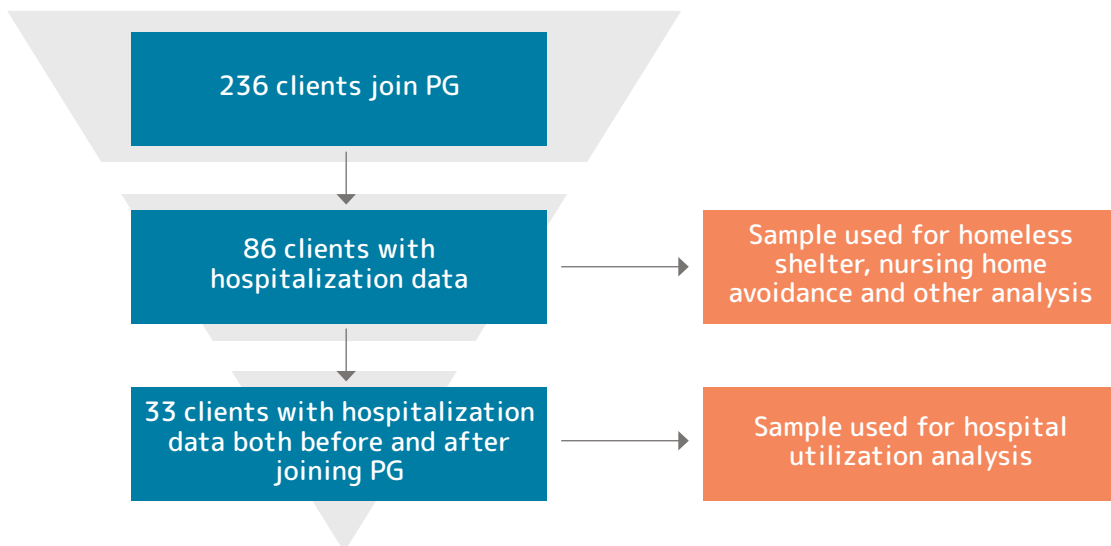 236 clients join PG
86 clients with
hospitalization data
Sample used for homeless
shelter, nursing home
avoidance and other analysis
33 clients with hospitalization
data both before and after
joining PG
Sample used for hospital
utilization analysis